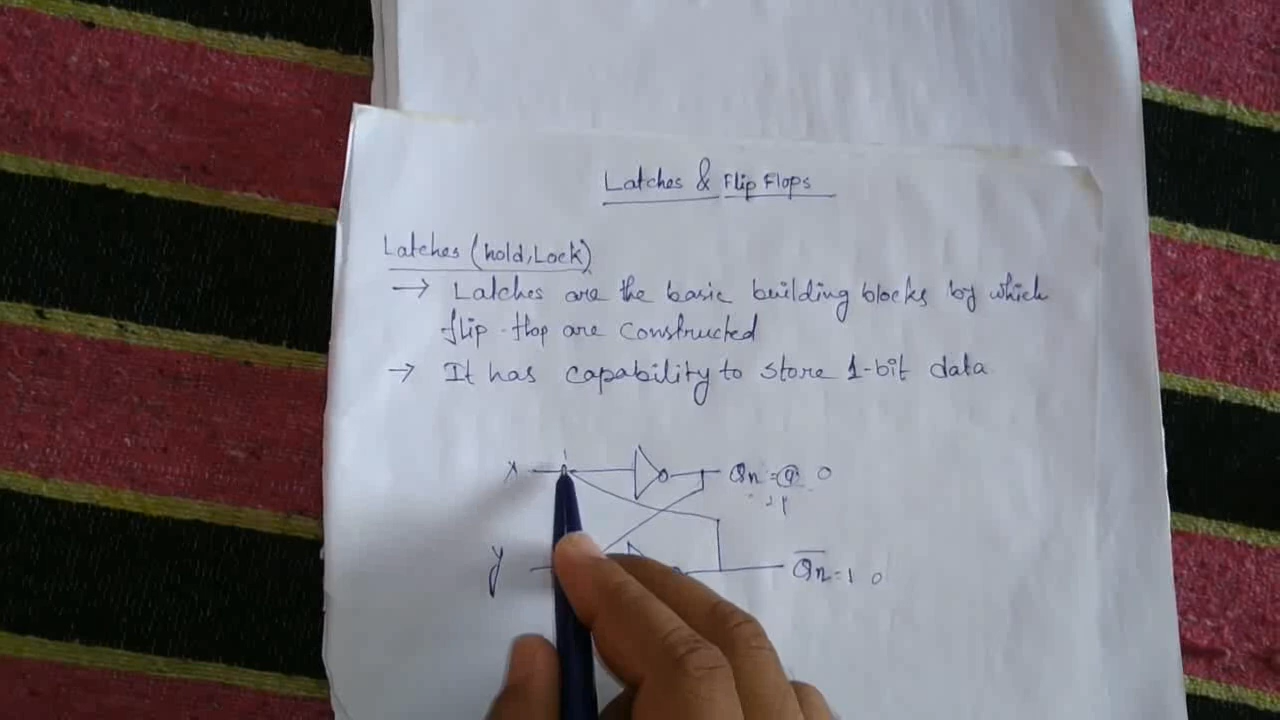 Latches & Flip Flops
Latches (hold, Lock)
→ Latches are the basic building blocks by which
flip-flop are constructed
→ It has capability to store 1-bit data
X Qn = 0
y Q̅n̅ = 1 0